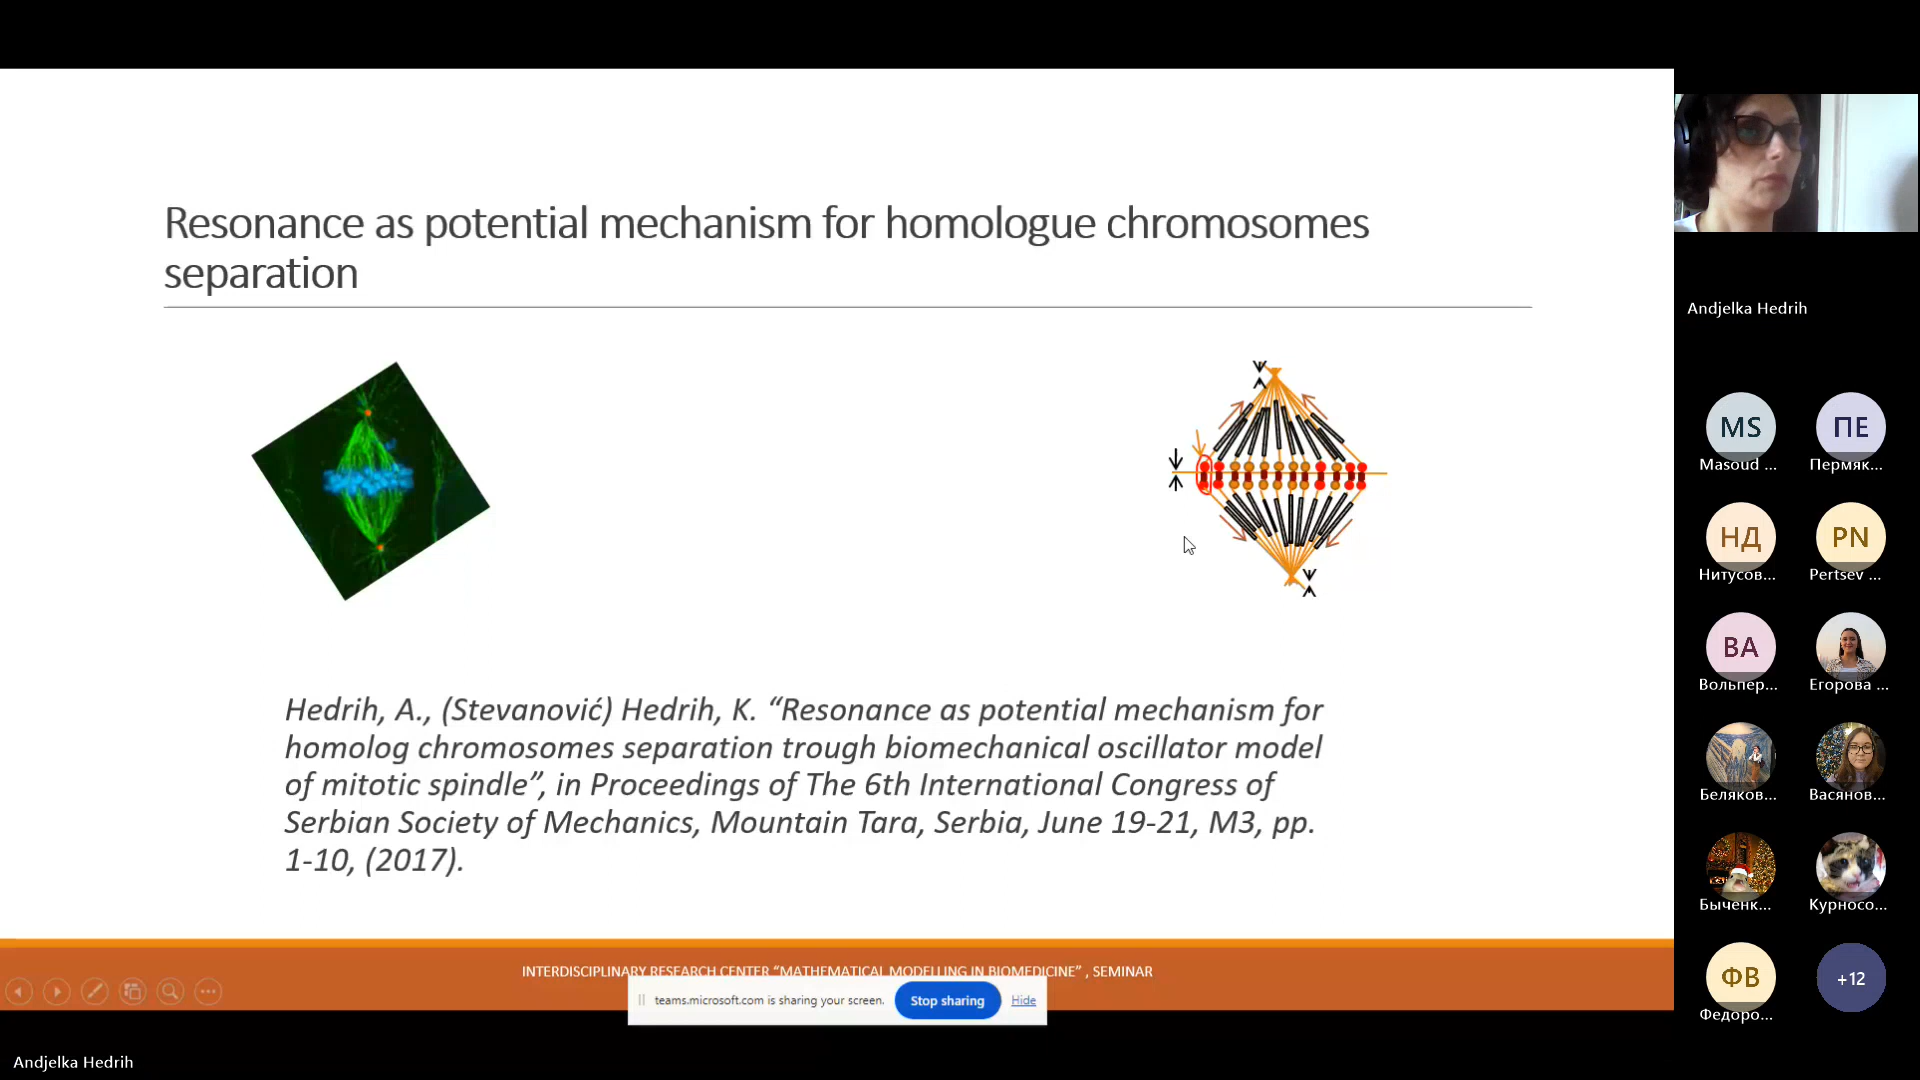 Resonance as potential mechanism for homologue chromosomes
separation
Hedrih, A., (Stevanović) Hedrih, K. “Resonance as potential mechanism for
homolog chromosomes separation trough biomechanical oscillator model
of mitotic spindle”, in Proceedings of The 6th International Congress of
Serbian Society of Mechanics, Mountain Tara, Serbia, June 19-21, M3, pp.
1-10, (2017).
INTERDISCIPLINARY RESEARCH CENTER “MATHEMATICAL MODELLING IN BIOMEDICINE” , SEMINAR
teams.microsoft.com is sharing your screen.
Stop sharing
Hide
Andjelka Hedrih
Andjelka Hedrih
MS
Masoud ...
ПЕ
Пермяк...
НД
Нитусов...
PN
Pertsev ...
ВА
Вольпер...
Егорова ...
Беляков...
Васянов...
Быченк...
Курносо...
ФВ
Федоро...
+12